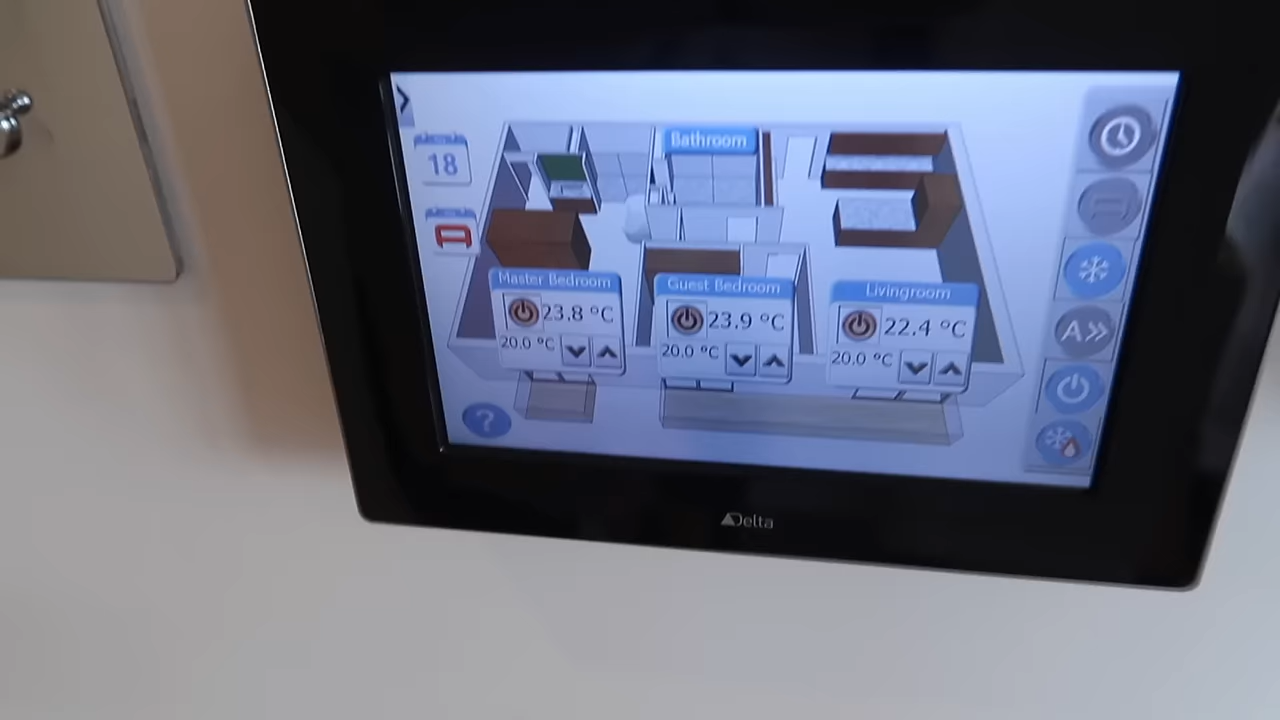 18
Bathroom
Master Bedroom
23.8 °C
20.0 °C
Guest Bedroom
23.9 °C
20.0 °C
Livingroom
22.4 °C
20.0 °C
A
?
Delta